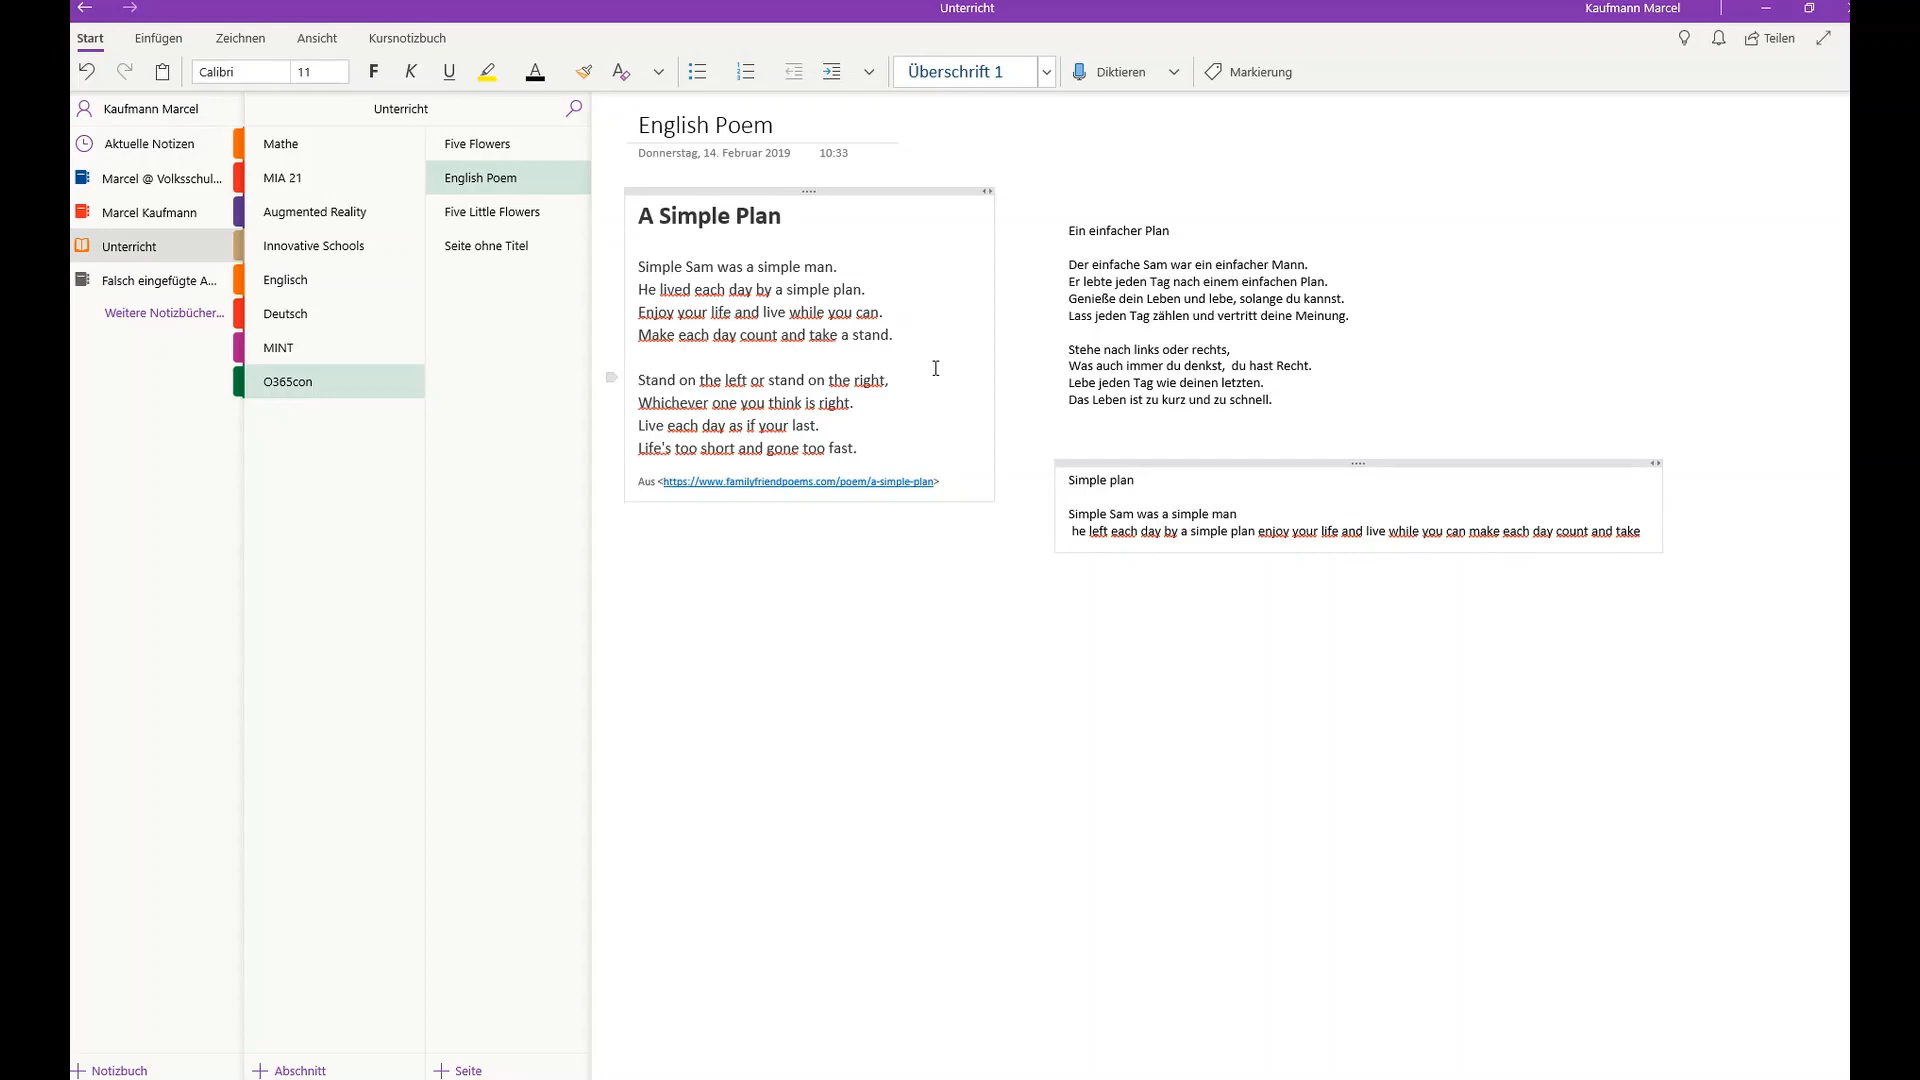 Unterricht
Kaufmann Marcel
Start Einfügen Zeichnen Ansicht Kursnotizbuch
Teilen
Calibri 11 F K U A A Überschrift 1 Diktieren Markierung
Kaufmann Marcel
Aktuelle Notizen
Marcel @ Volksschul...
Marcel Kaufmann
Unterricht
Falsch eingefügte A...
Weitere Notizbücher...
Notizbuch
Unterricht
Mathe
MIA 21
Augmented Reality
Innovative Schools
Englisch
Deutsch
MINT
O365con
Abschnitt
Five Flowers
English Poem
Five Little Flowers
Seite ohne Titel
Seite
English Poem
Donnerstag, 14. Februar 2019 10:33
A Simple Plan
Simple Sam was a simple man.
He lived each day by a simple plan.
Enjoy your life and live while you can.
Make each day count and take a stand.
Stand on the left or stand on the right,
Whichever one you think is right.
Live each day as if your last.
Life's too short and gone too fast.
Aus <https://www.familyfriendpoems.com/poem/a-simple-plan>
Ein einfacher Plan
Der einfache Sam war ein einfacher Mann.
Er lebte jeden Tag nach einem einfachen Plan.
Genieße dein Leben und lebe, solange du kannst.
Lass jeden Tag zählen und vertritt deine Meinung.
Stehe nach links oder rechts,
Was auch immer du denkst, du hast Recht.
Lebe jeden Tag wie deinen letzten.
Das Leben ist zu kurz und zu schnell.
Simple plan
Simple Sam was a simple man
he left each day by a simple plan enjoy your life and live while you can make each day count and take